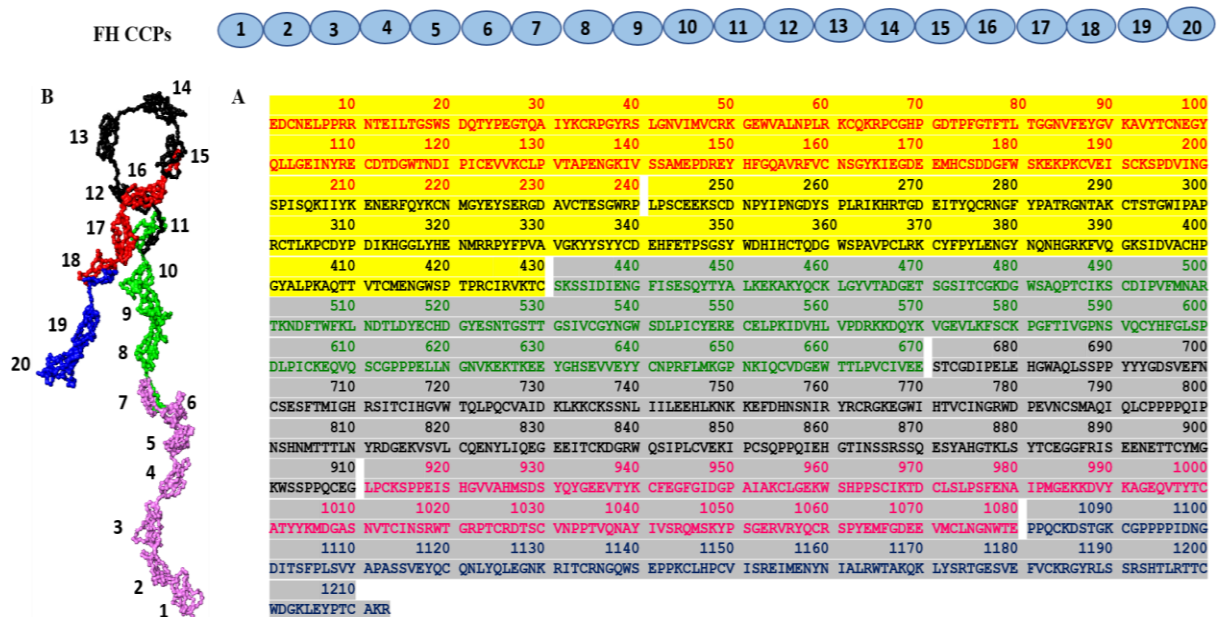 FH CCPs 1 2 3 4 5 6 7 8 9 10 11 12 13 14 15 16 17 18 19 20
B
14
13
15
16
12
17
11
18
10
19
9
20
8
7
6
5
4
3
2
1
A
10 20 30 40 50 60 70 80 90 100
EDCNELPPRR NTEILTGSWS DQTYPEGTQA IYKCRPGYRS LGNVIMVCRK GEWVALNPLR KCQKRPCGHP GDTPFGTFTL TGGNVFEYGV KAVYTCNEGY
110 120 130 140 150 160 170 180 190 200
QLLGEINYRE CDTDGWTNDI PICEVVKCLP VTAPENGKIV SSAMEPDREY HFGQAVRFVC NSGYKIEGDE EMHCSDDGFW SKEKPKCVEI SCKSPDVING
210 220 230 240 250 260 270 280 290 300
SPISQKIIYK ENERFQYKCN MGYEYSERGD AVCTESGWRP LPSCEEKSCD NPYIPNGDYS PLRIKHRTGD EITYQCRNGF YPATRGNTAK CTSTGWIPAP
310 320 330 340 350 360 371 380 390 400
RCTLKPCDYP DIKHGGLYHE NMRRPYFPVA VGKYYSYYCD EHFETPSGSY WDHIHCTQDG WSPAVPCLRK CYFPYLENGY NQNHGRKFVQ GKSIDVACHP
410 420 430 440 450 460 470 480 490 500
GYALPKAQTT VTCMENGWSP TPRCIRVKTC SKSSIDIENG FISESQYTYA LKEKAKYQCK LGYVTADGET SGSITCGKDG WSAQPTCIKS CDIPVFMNAR
510 520 530 540 550 560 570 580 590 600
TKNDFTWFKL NDTLDYECHD GYESNTGSTT GSIVCGYNGW SDLPICYERE CELPKIDVHL VPDRKKDQYK VGEVLKFSCK PGFTIVGPNS VQCYHFGLSP
610 620 630 640 650 660 670 680 690 700
DLPICKEQVQ SCGPPPELLN GNVKEKTKEE YGHSEVVEYY CNPRFLMKGP NKIQCVDGEW TTLPVCIVEE STCGDIPELE HGWAQLSSPP YYYGDSVEFN
710 720 730 740 750 760 770 780 790 800
CSESFTMIGH RSITCIHGVW TQLPQCVAID KLKKCKSSNL IILEEHLKNK KEFDHNSNIR YRCRGKEGWI HTVCINGRWD PEVNCSMAQI QLCPPPPQIP
810 820 830 840 850 860 870 880 890 900
NSHNMTTTLN YRDGEKVSVL CQENYLIQEG EEITCKDGRW QSIPLCVEKI PCSQPPQIEH GTINSSRSSQ ESYAHGTKLS YTCEGGFRIS EENETTCYMG
910 920 930 940 950 960 970 980 990 1000
KWSSPPQCEG LPCKSPPEIS HGVVAHMSDS YQYGEEVTYK CFEGFGIDGP AIAKCLGEKW SHPPSCIKTD CLSLPSFENA IPMGEKKDVY KAGEQVTYTC
1010 1020 1030 1040 1050 1060 1070 1080 1090 1100
ATYYKMDGAS NVTCINSRWT GRPTCRDTSC VNPPTVQNAY IVSRQMSKYP SGERVRYQCR SPYEMFGDEE VMCLNGNWTE PPQCKDSTGK CGPPPPIDNG
1110 1120 1130 1140 1150 1160 1170 1180 1190 1200
DITSFPLSVY APASSVEYQC QNLYQLEGNK RITCRNGQWS EPPKCLHPCV ISREIMENYN IALRWTAKQK LYSRTGESVE FVCKRGYRLS SRSHTLRTTC
1210
WDGKLEYPTC AKR